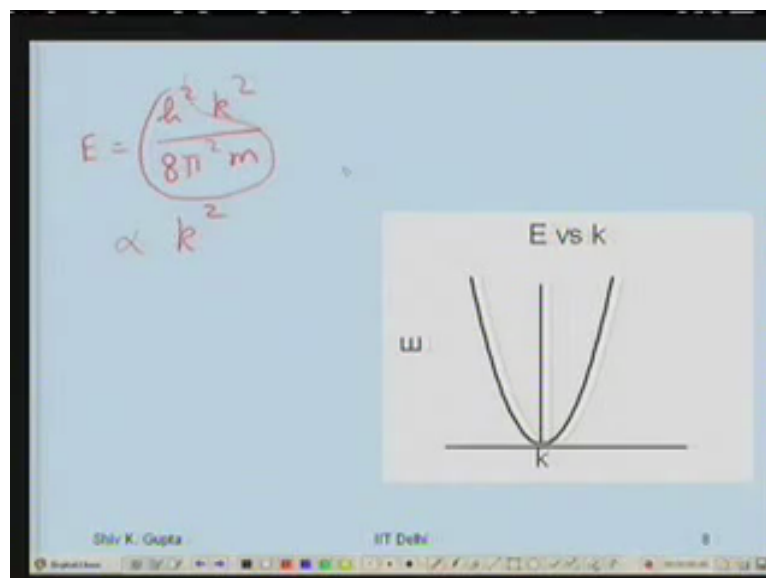 E = h² k² / 8π² m
∝ k²
E vs k
E
k
Shiv K. Gupta IIT Delhi 8